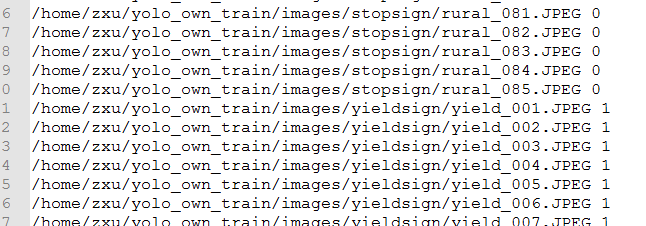 6 /home/zxu/yolo_own_train/images/stopsign/rural_081.JPEG 0
7 /home/zxu/yolo_own_train/images/stopsign/rural_082.JPEG 0
8 /home/zxu/yolo_own_train/images/stopsign/rural_083.JPEG 0
9 /home/zxu/yolo_own_train/images/stopsign/rural_084.JPEG 0
0 /home/zxu/yolo_own_train/images/stopsign/rural_085.JPEG 0
1 /home/zxu/yolo_own_train/images/yieldsign/yield_001.JPEG 1
2 /home/zxu/yolo_own_train/images/yieldsign/yield_002.JPEG 1
3 /home/zxu/yolo_own_train/images/yieldsign/yield_003.JPEG 1
4 /home/zxu/yolo_own_train/images/yieldsign/yield_004.JPEG 1
5 /home/zxu/yolo_own_train/images/yieldsign/yield_005.JPEG 1
6 /home/zxu/yolo_own_train/images/yieldsign/yield_006.JPEG 1
7 /home/zxu/yolo_own_train/images/yieldsign/yield_007.JPEG 1